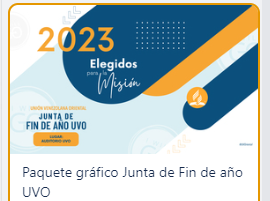 2023
Elegidos
para la
Misión
UNIÓN VENEZOLANA
JUNTA DE
FIN DE AÑO UVO
LUGAR:
AUDITORIO UVO
Paquete gráfico Junta de Fin de año
UVO